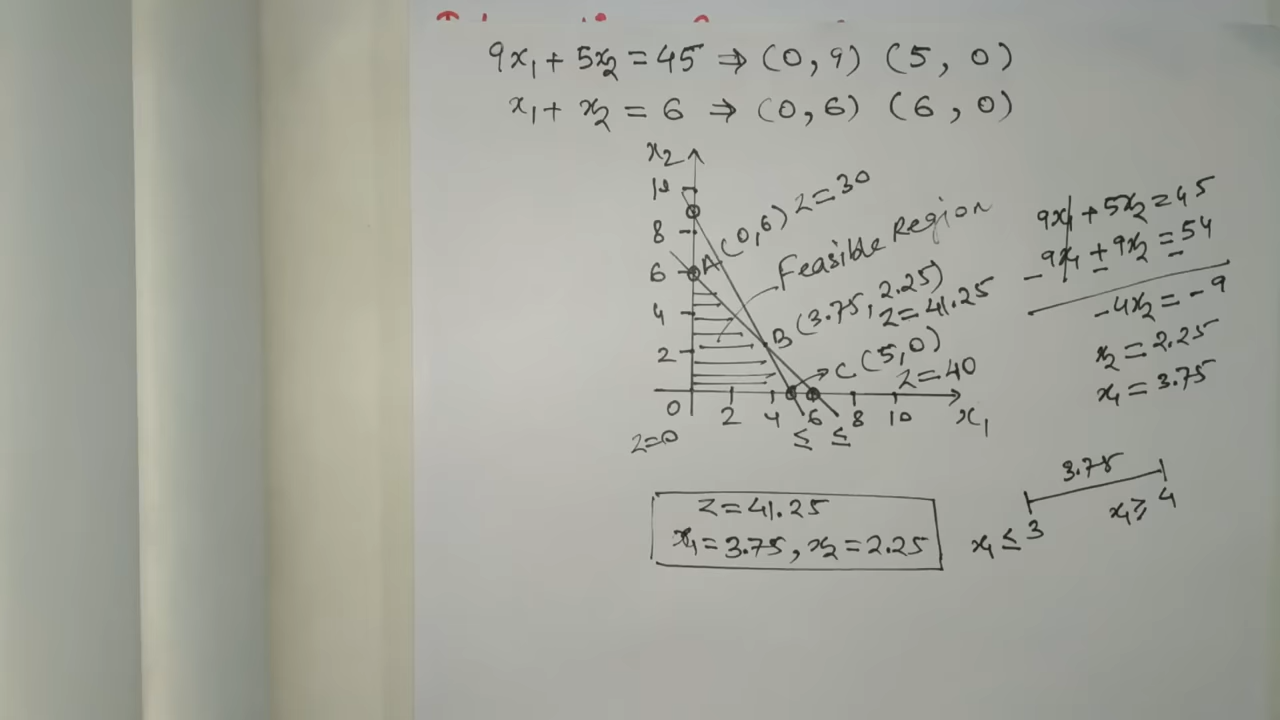 9x₁ + 5x₂ = 45 ⇒ (0, 9) (5, 0)
x₁ + x₂ = 6 ⇒ (0, 6) (6, 0)
x₂
10
8
6
4
2
0
2 4 6 8 10
x₁
≤ ≤
Z=0
A (0,6) Z=30
Feasible Region
B (3.75, 2.25)
Z=41.25
C (5,0)
Z=40
9x₁ + 5x₂ = 45
- 9x₁ ± 9x₂ = 54
-
-4x₂ = -9
x₂ = 2.25
x₁ = 3.75
Z = 41.25
x₁ = 3.75, x₂ = 2.25
3.75
x₁ ≤ 3
x₁ ≥ 4